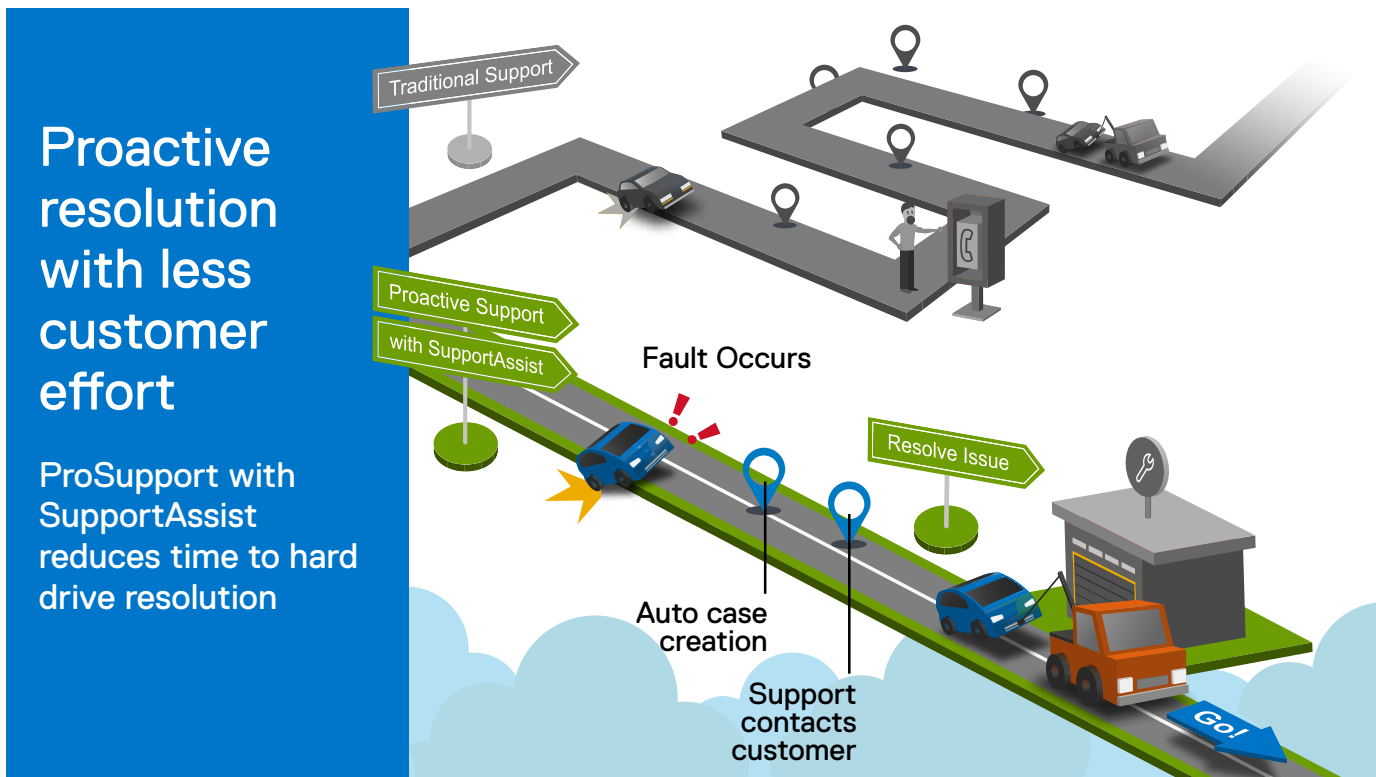 Proactive
resolution
with less
customer
effort
ProSupport with
SupportAssist
reduces time to hard
drive resolution
Traditional Support
Proactive Support
with SupportAssist
Fault Occurs
Auto case
creation
Support
contacts
customer
Resolve Issue
Go!